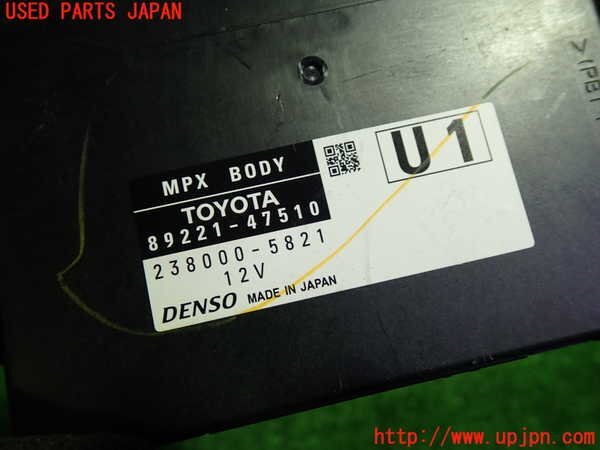 USED PARTS JAPAN
>PBT
MPX BODY
U1
TOYOTA
89221-47510
238000-5821
12V
DENSO MADE IN JAPAN
http://www.upjpn.com